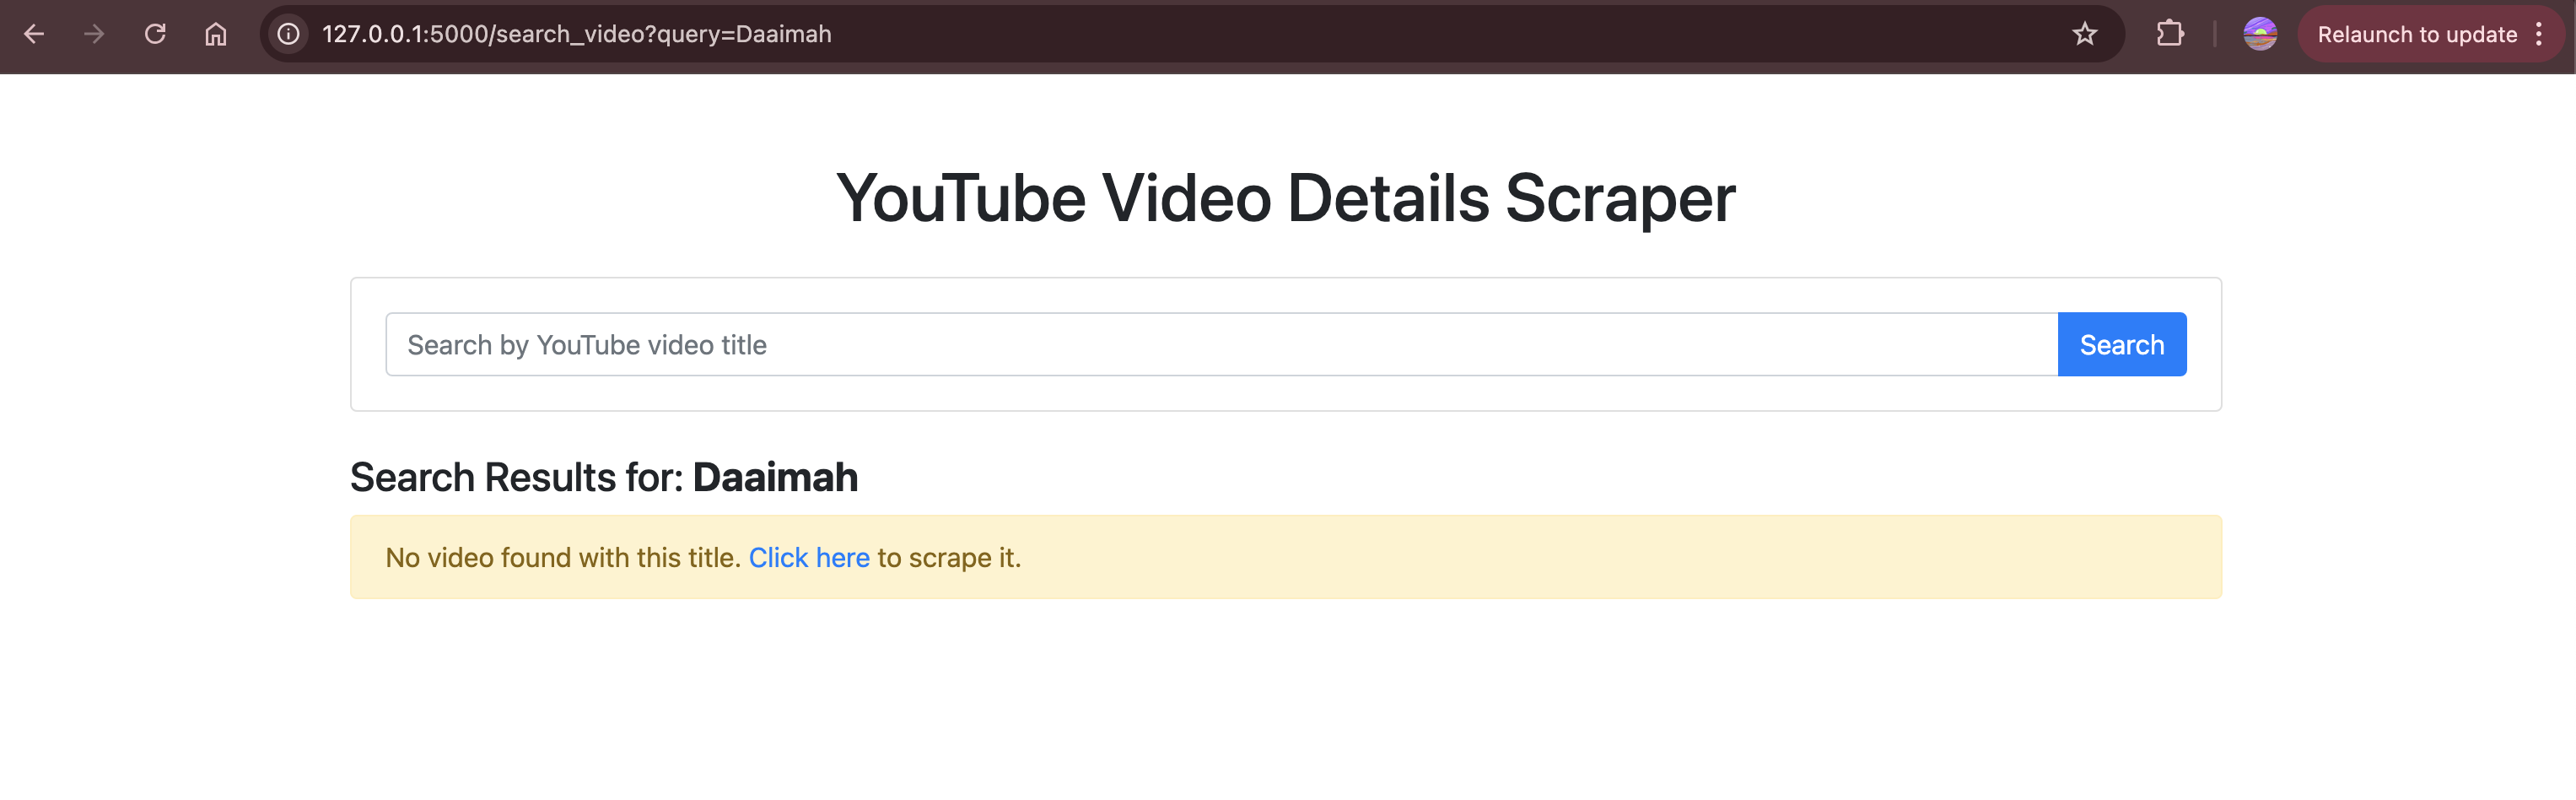 127.0.0.1:5000/search_video?query=Daaimah
Relaunch to update
YouTube Video Details Scraper
Search by YouTube video title
Search
Search Results for: Daaimah
No video found with this title. Click here to scrape it.